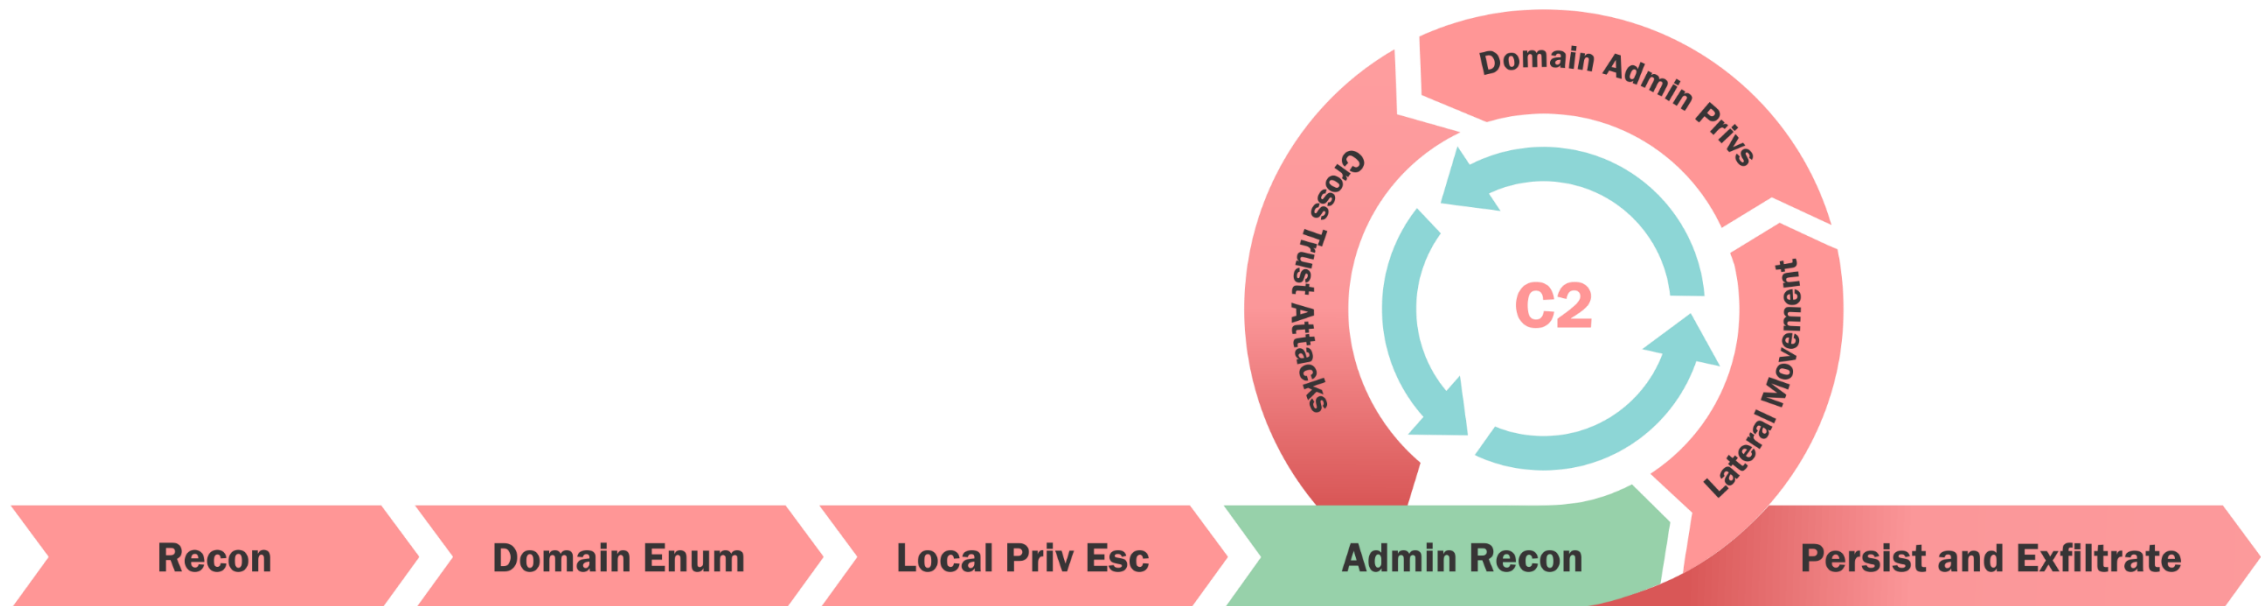 Recon
Domain Enum
Local Priv Esc
Admin Recon
Lateral Movement
Domain Admin Privs
Cross Trust Attacks
C2
Persist and Exfiltrate